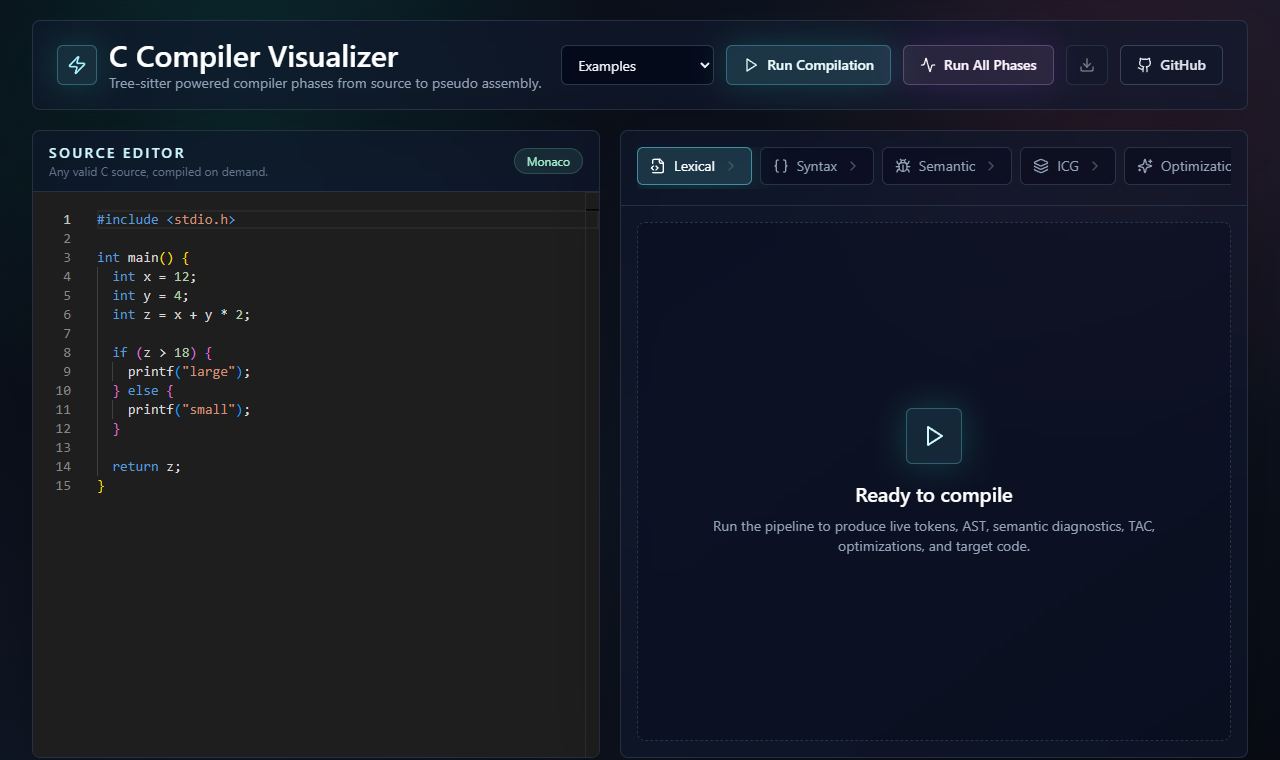 C Compiler Visualizer
Tree-sitter powered compiler phases from source to pseudo assembly.
Examples
Run Compilation
Run All Phases
GitHub
SOURCE EDITOR
Any valid C source, compiled on demand.
Monaco
1 #include <stdio.h>
2
3 int main() {
4   int x = 12;
5   int y = 4;
6   int z = x + y * 2;
7
8   if (z > 18) {
9     printf("large");
10   } else {
11     printf("small");
12   }
13
14   return z;
15 }
Lexical
Syntax
Semantic
ICG
Optimizatio
Ready to compile
Run the pipeline to produce live tokens, AST, semantic diagnostics, TAC,
optimizations, and target code.